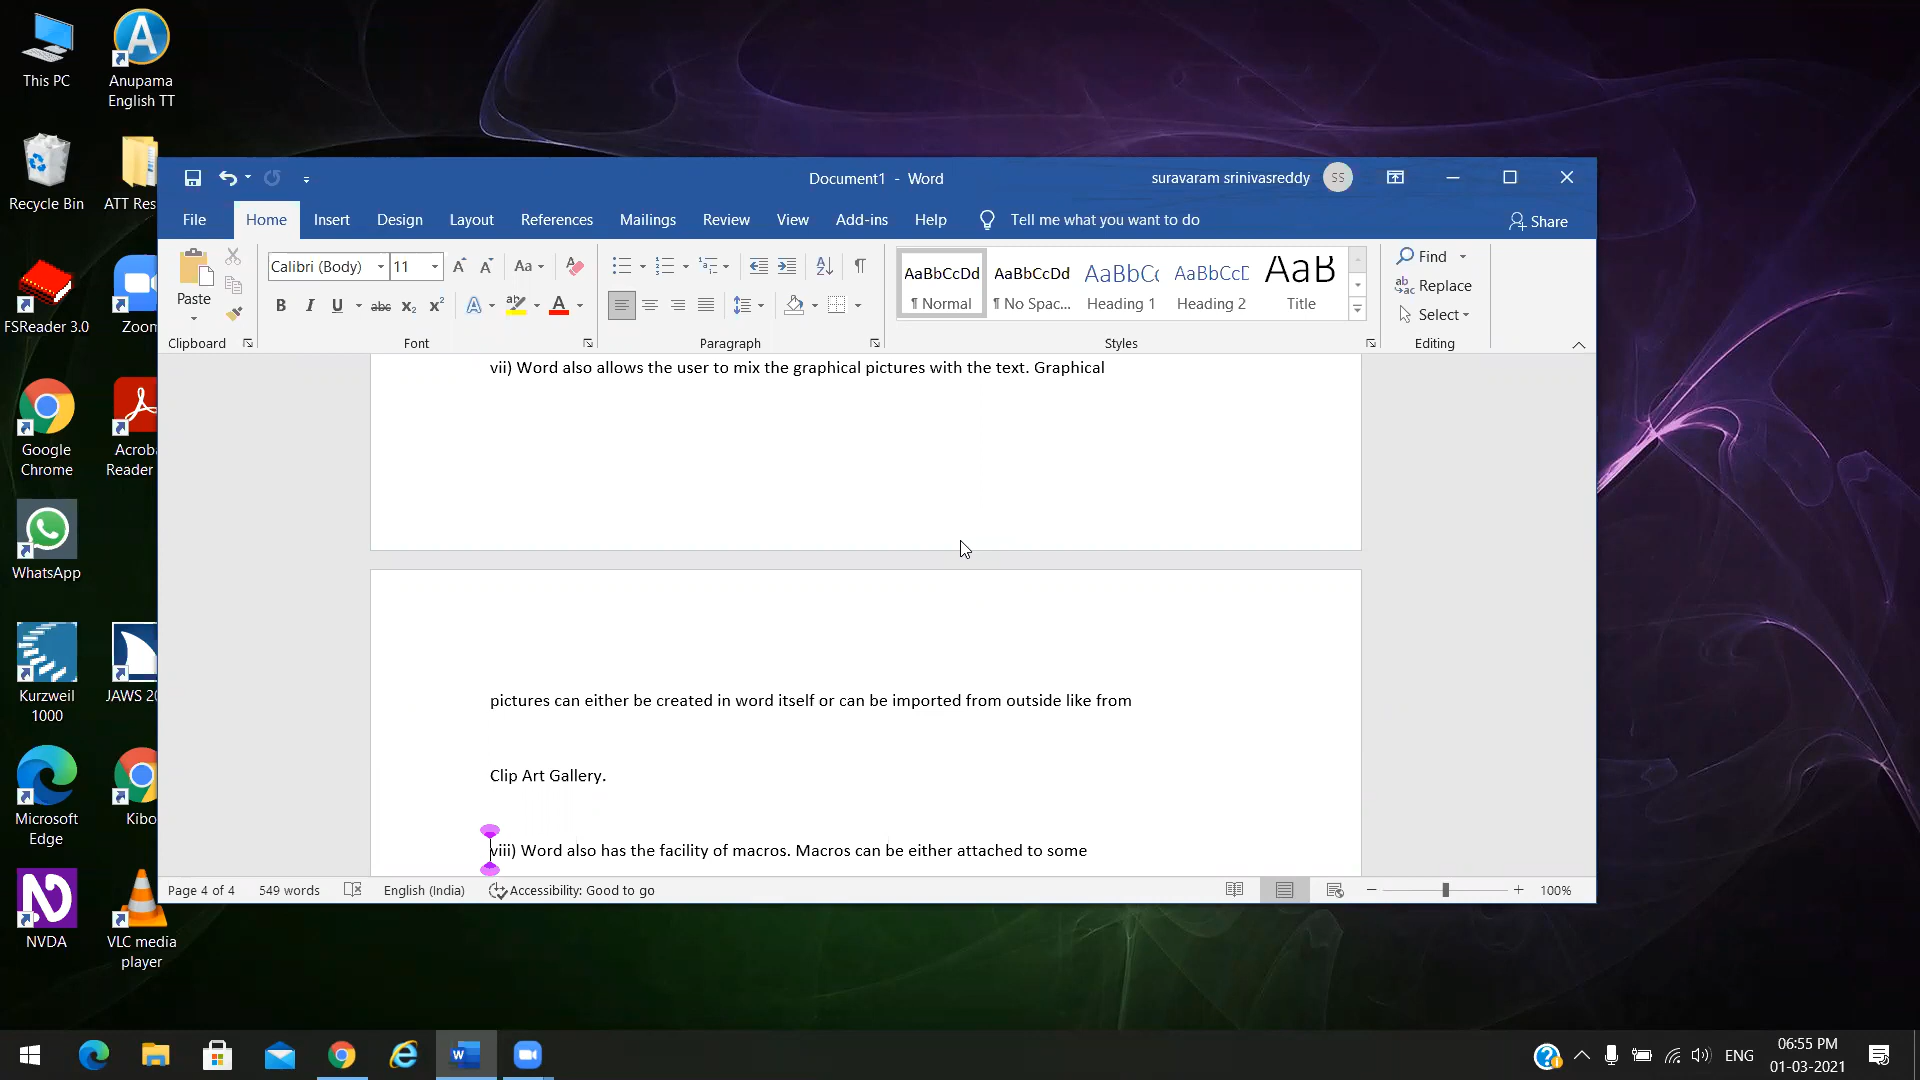 This PC
Anupama
English TT
Recycle Bin
ATT Res
FSReader 3.0
Zoom
Google
Chrome
Acroba
Reader
WhatsApp
Kurzweil
1000
JAWS 20
Microsoft
Edge
Kibo
NVDA
VLC media
player
Document1 - Word
suravaram srinivasreddy
SS
File Home Insert Design Layout References Mailings Review View Add-ins Help Tell me what you want to do
Share
Paste
Clipboard
Calibri (Body) 11
Aa
B I U abc X₂ X² A A
Font
Paragraph
AaBbCcDd AaBbCcDd AaBbCc AaBbCcD AaB
¶ Normal ¶ No Spac... Heading 1 Heading 2 Title
Styles
Find
Replace
Select
Editing
vii) Word also allows the user to mix the graphical pictures with the text. Graphical
pictures can either be created in word itself or can be imported from outside like from
Clip Art Gallery.
viii) Word also has the facility of macros. Macros can be either attached to some
Page 4 of 4 549 words English (India) Accessibility: Good to go 100%
ENG
06:55 PM
01-03-2021